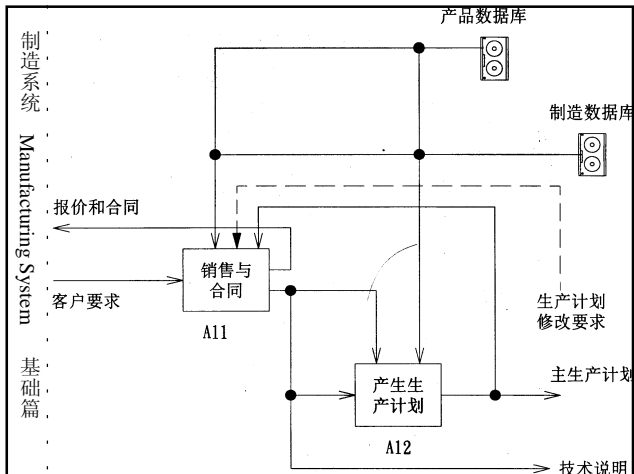 制造系统 Manufacturing System 基础篇
产品数据库
制造数据库
报价和合同
销售与
合同
客户要求
A11
生产计划
修改要求
产生生
产计划
主生产计划
A12
技术说明